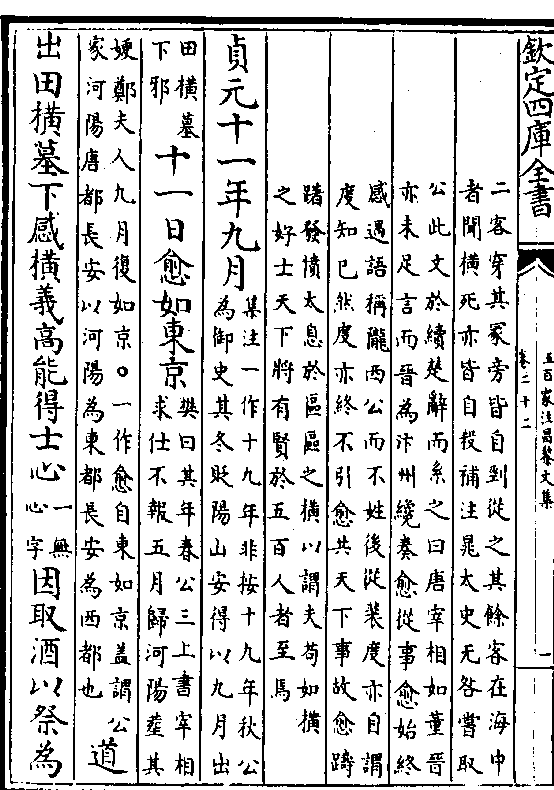 欽定四庫全書
五百家注昌黎文集
卷二十二
一
二客穿其冢旁皆自剄從之其餘客在海中
者聞橫死亦皆自殺補注晁太史无咎嘗取
公此文於續楚辭而系之曰唐宰相如董晉
亦未足言而晉為汴州纔奏愈從事愈始終
感遇語稱隴西公而不姓後從裴度亦自謂
度知已然度亦終不引愈共天下事故愈躊
躇發憤太息於區區之橫以謂夫苟如橫
之好士天下將有賢於五百人者至焉
貞元十一年九月
集注一作十九年非按十九年秋公
為御史其冬貶陽山安得以九月出
田橫墓
下邪
十一日愈如東京
樊曰其年春公三上書宰相
求仕不報五月歸河陽塟其
嫂鄭夫人九月復如京○一作愈自東如京盖謂公
家河陽唐都長安以河陽為東都長安為西都也
道
出田橫墓下感橫義高能得士心
一無
心字
因取酒以祭為